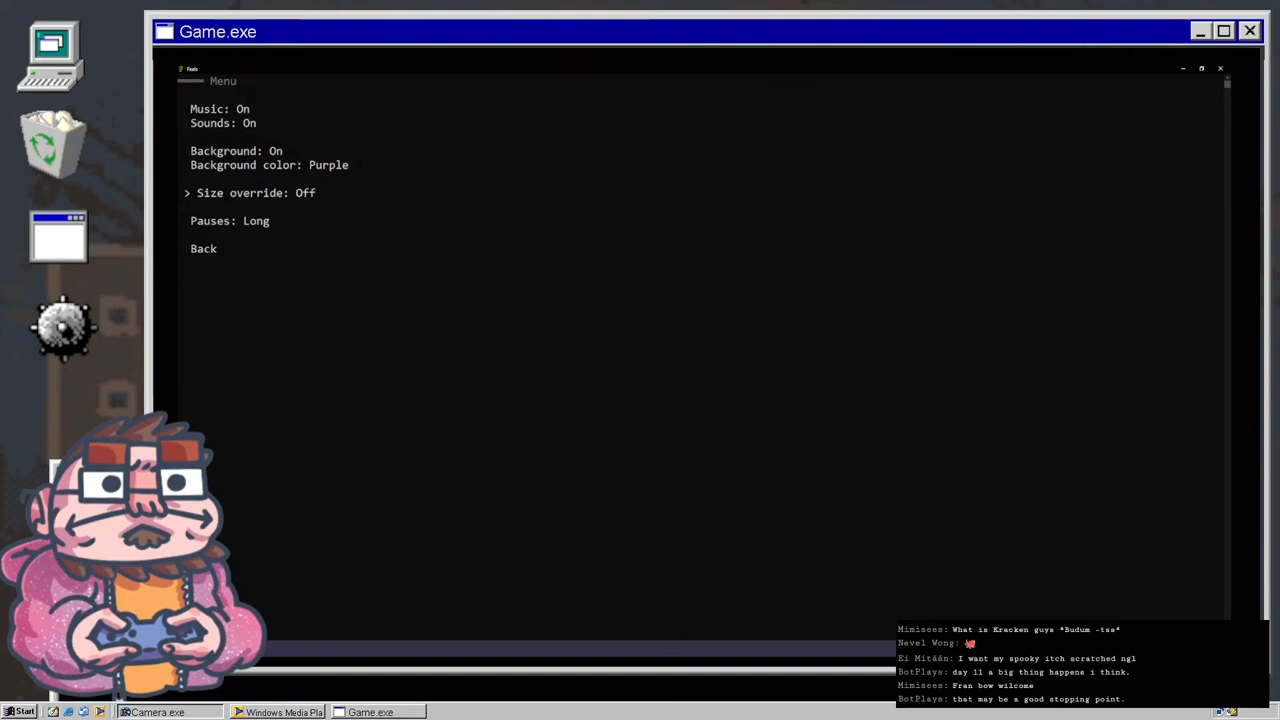 Game.exe
Feels
Menu
Music: On
Sounds: On
Background: On
Background color: Purple
> Size override: Off
Pauses: Long
Back
Mimisees: What is Kracken guys *Budum -tss*
Nevel Wong:
Ei Mitään: I want my spooky itch scratched ngl
BotPlays: day 11 a big thing happens i think.
Mimisees: Fran bow wilcome
BotPlays: that may be a good stopping point.
Start
Camera.exe
Windows Media Pla
Game.exe